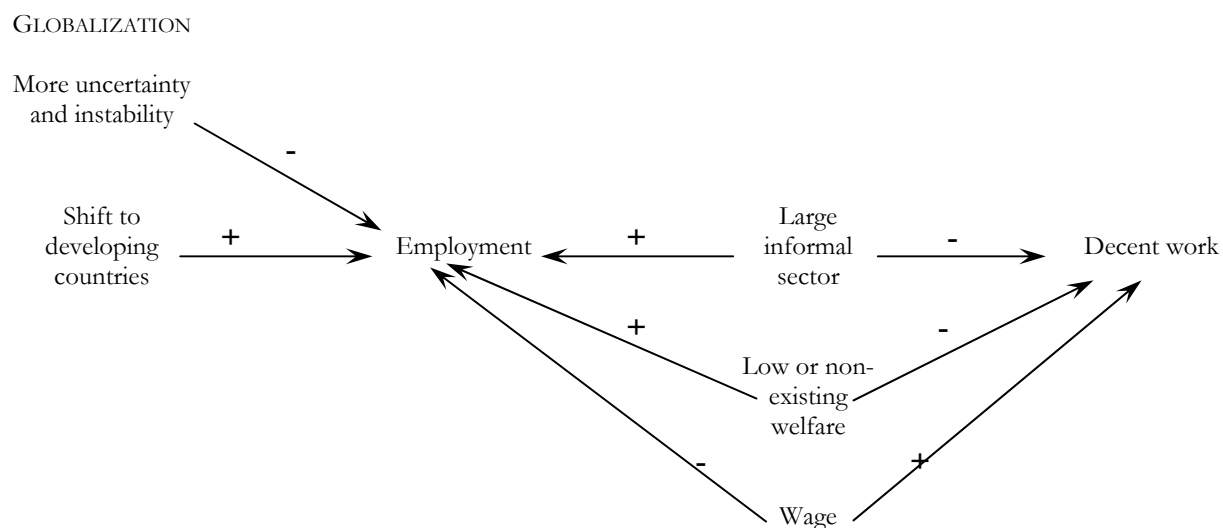 GLOBALIZATION
More uncertainty
and instability
-
Shift to
developing
countries
+
Employment
+
Large
informal
sector
-
Decent work
+
-
Low or non-
existing
welfare
-
+
Wage